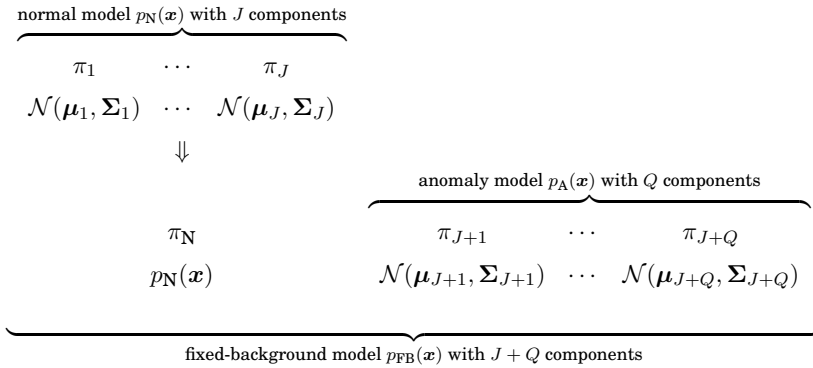 normal model p_N(x) with J components
π_1 ⋯ π_J
𝒩(μ_1, Σ_1) ⋯ 𝒩(μ_J, Σ_J)
⇓
anomaly model p_A(x) with Q components
π_N π_{J+1} ⋯ π_{J+Q}
p_N(x) 𝒩(μ_{J+1}, Σ_{J+1}) ⋯ 𝒩(μ_{J+Q}, Σ_{J+Q})
fixed-background model p_FB(x) with J + Q components